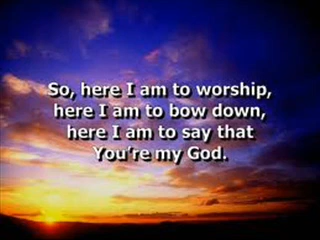 So, here I am to worship,
here I am to bow down,
here I am to say that
You're my God.